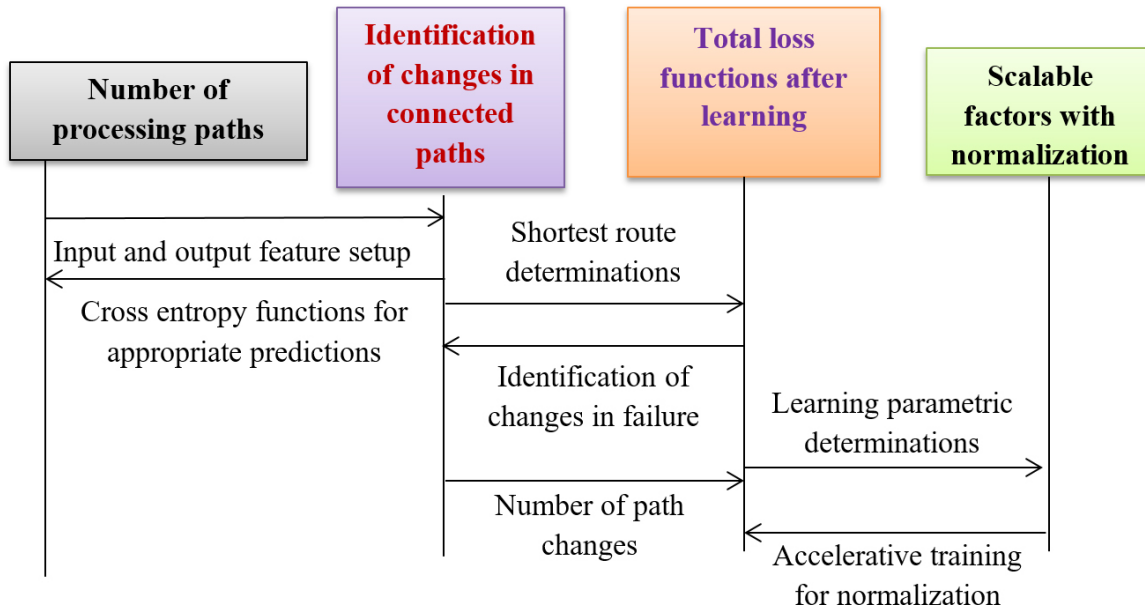 Number of
processing paths
Identification
of changes in
connected
paths
Total loss
functions after
learning
Scalable
factors with
normalization
Input and output feature setup
Cross entropy functions for
appropriate predictions
Shortest route
determinations
Identification of
changes in failure
Number of path
changes
Learning parametric
determinations
Accelerative training
for normalization